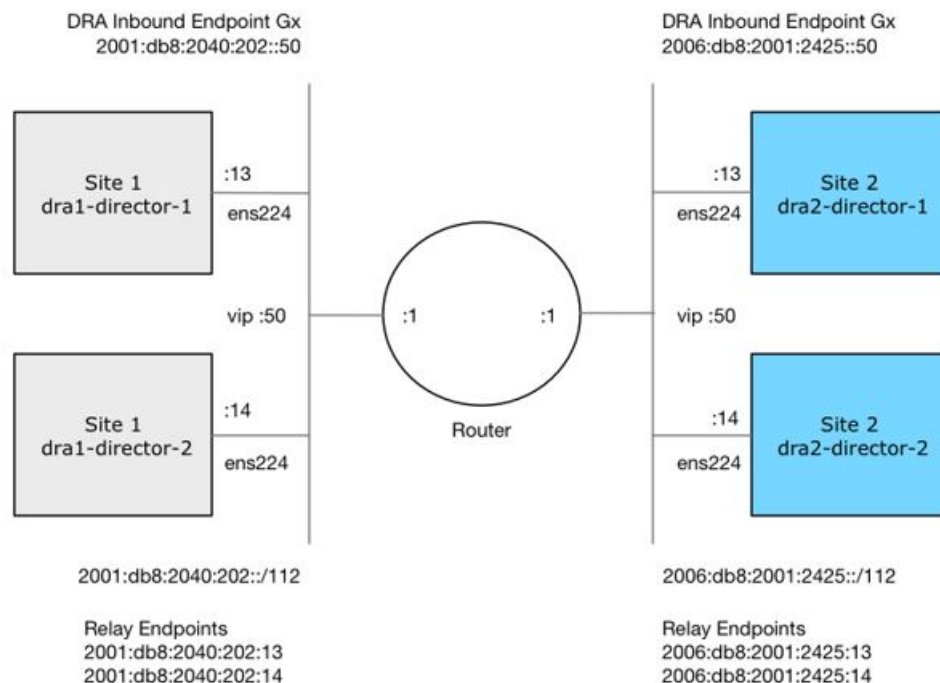 DRA Inbound Endpoint Gx
2001:db8:2040:202::50
DRA Inbound Endpoint Gx
2006:db8:2001:2425::50
Site 1
dra1-director-1
:13
ens224
:13
ens224
Site 2
dra2-director-1
vip :50
:1
:1
vip :50
Router
Site 1
dra1-director-2
:14
ens224
:14
ens224
Site 2
dra2-director-2
2001:db8:2040:202::/112
2006:db8:2001:2425::/112
Relay Endpoints
2001:db8:2040:202:13
2001:db8:2040:202:14
Relay Endpoints
2006:db8:2001:2425:13
2006:db8:2001:2425:14